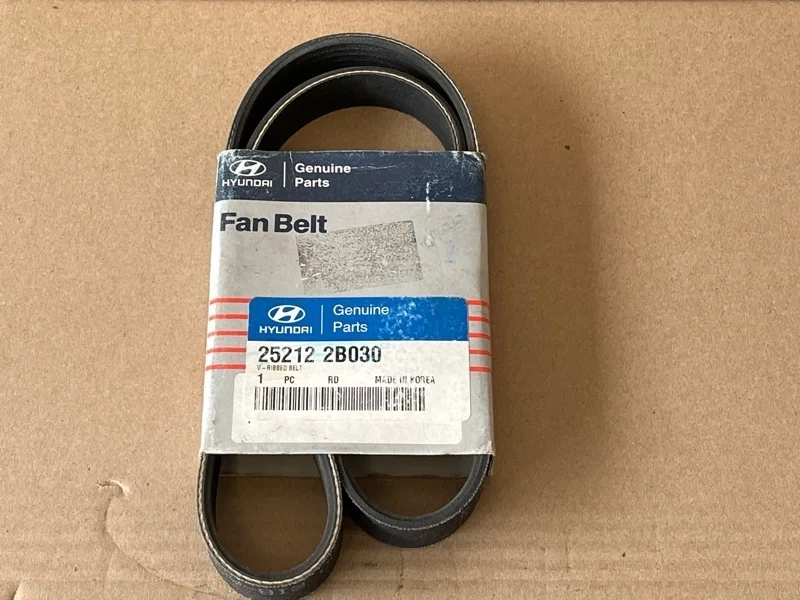 HYUNDAI
Genuine
Parts
Fan Belt
HYUNDAI
Genuine
Parts
25212 2B030
V-RIBBED BELT
1 PC RD MADE IN KOREA